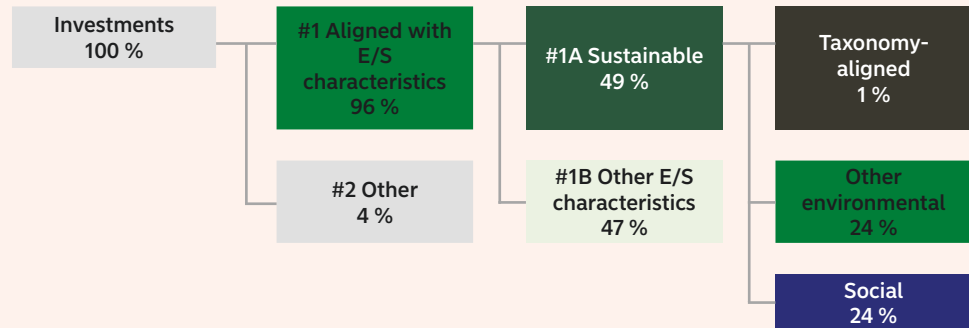 Investments
100 %
#1 Aligned with
E/S
characteristics
96 %
#1A Sustainable
49 %
Taxonomy-
aligned
1 %
#2 Other
4 %
#1B Other E/S
characteristics
47 %
Other
environmental
24 %
Social
24 %